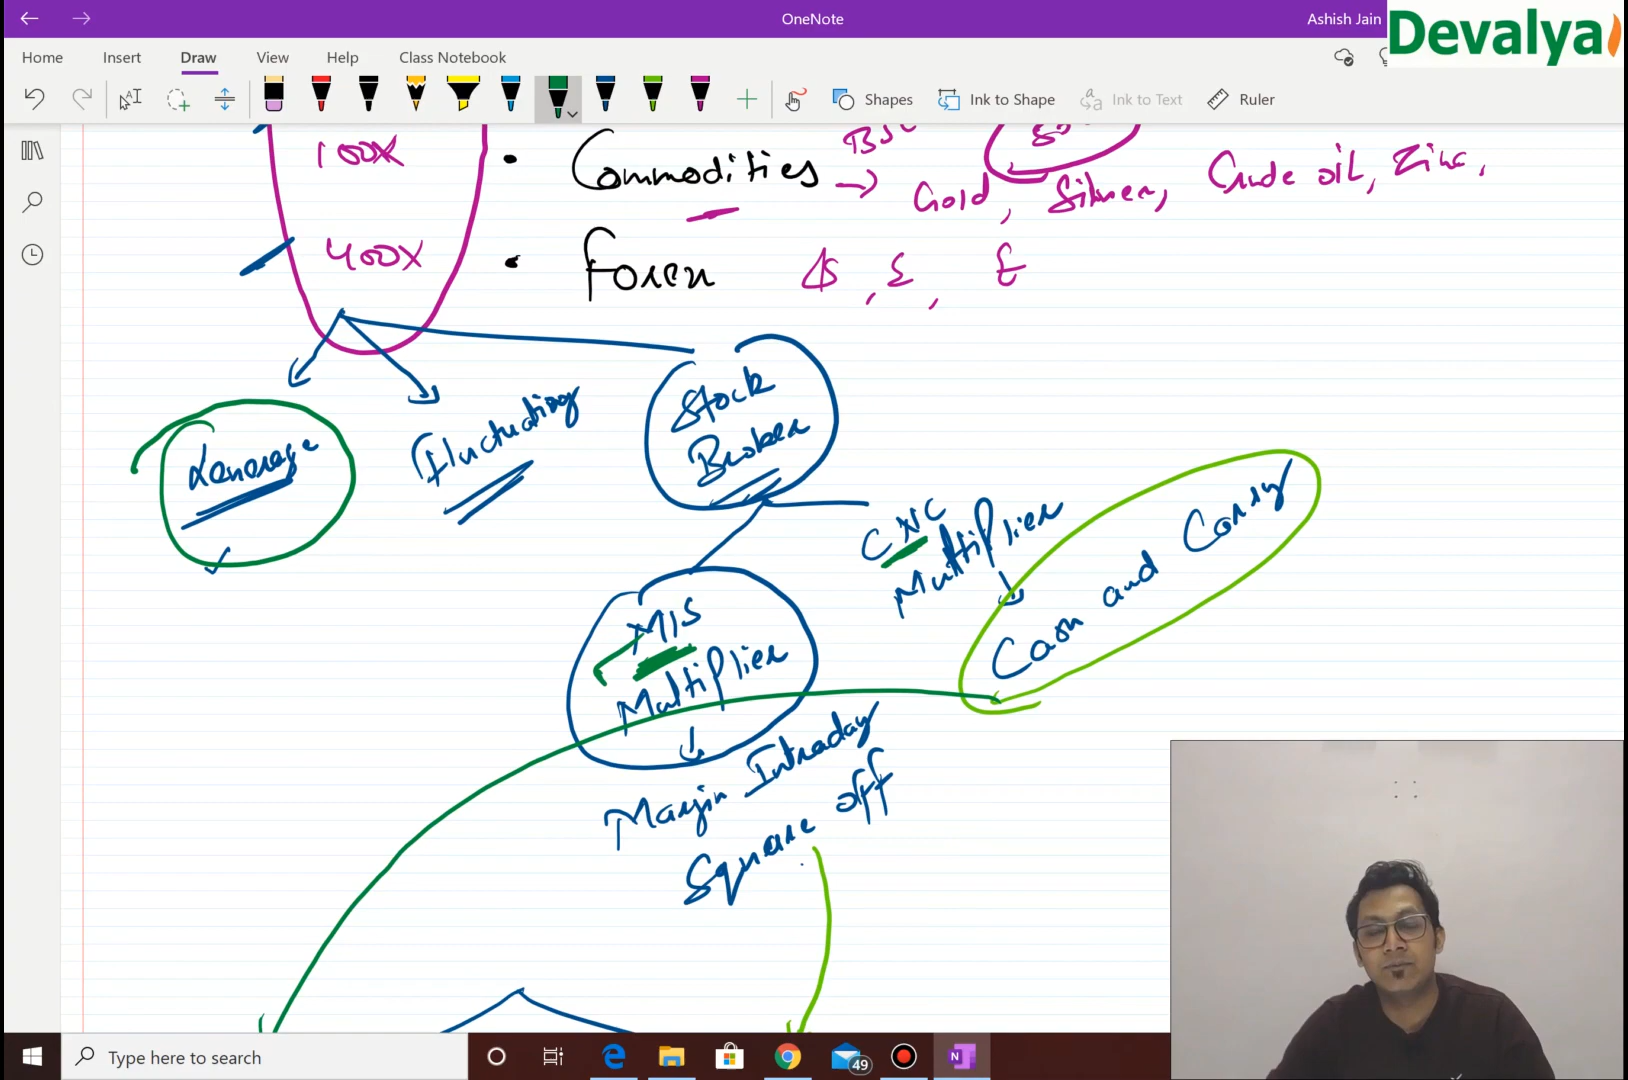 OneNote
Ashish Jain
Devalya
Home Insert Draw View Help Class Notebook
Shapes Ink to Shape Ink to Text Ruler
100X
• Commodities → Gold, Silver, Crude oil, Zinc,
400X
• Forex $, £
Leverage
Fluctuating
Stock
Broker
CNC
Multiplier
Cash and Carry
MIS
Multiplier
Margin Intraday
Square off
Type here to search
49